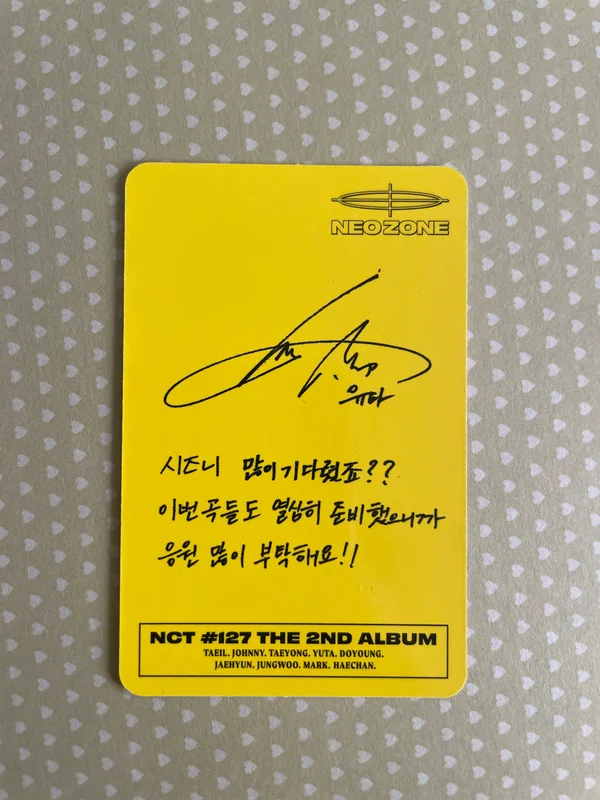 NEO ZONE
유타
시즈니 많이 기다렸죠??
이번 곡들도 열심히 준비했으니까
응원 많이 부탁해요!!
NCT #127 THE 2ND ALBUM
TAEIL. JOHNNY. TAEYONG. YUTA. DOYOUNG.
JAEHYUN. JUNGWOO. MARK. HAECHAN.